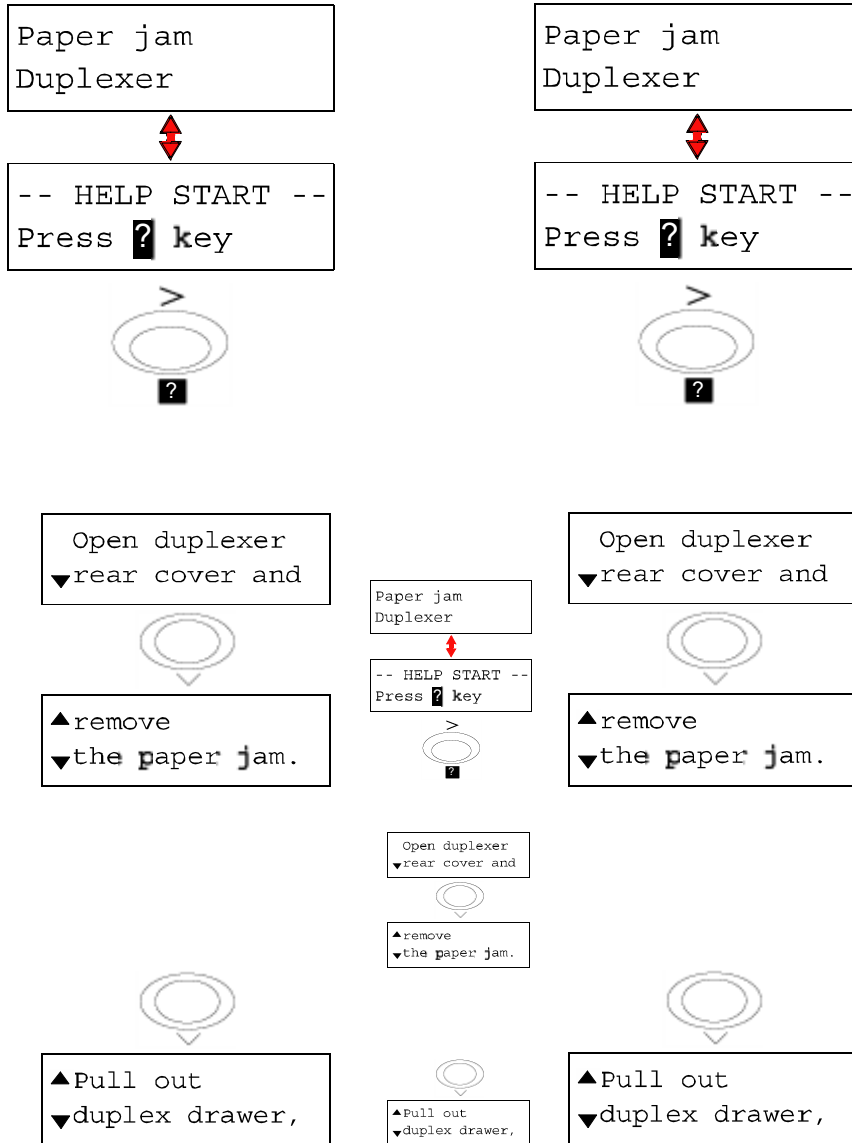 Paper jam
Duplexer
-- HELP START --
Press ? key
>
?
Open duplexer
▼rear cover and
▲remove
▼the paper jam.
▲Pull out
▼duplex drawer,
Paper jam
Duplexer
-- HELP START --
Press ? key
>
?
Open duplexer
▼rear cover and
▲remove
▼the paper jam.
▲Pull out
▼duplex drawer,
Paper jam
Duplexer
-- HELP START --
Press ? key
>
?
Open duplexer
▼rear cover and
▲remove
▼the paper jam.
▲Pull out
▼duplex drawer,